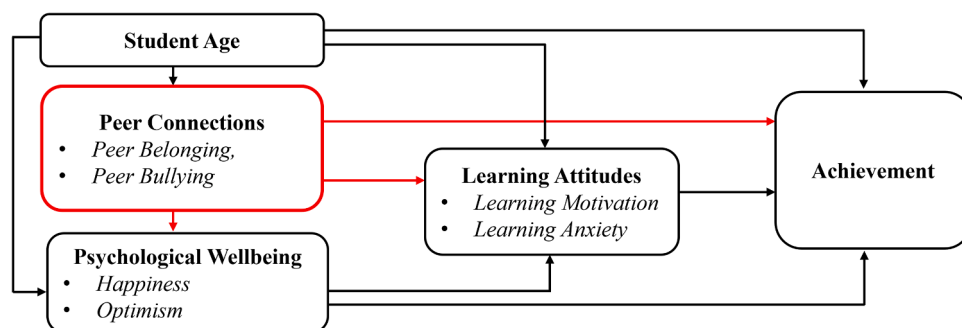 Student Age
Peer Connections
• Peer Belonging,
• Peer Bullying
Learning Attitudes
• Learning Motivation
• Learning Anxiety
Achievement
Psychological Wellbeing
• Happiness
• Optimism